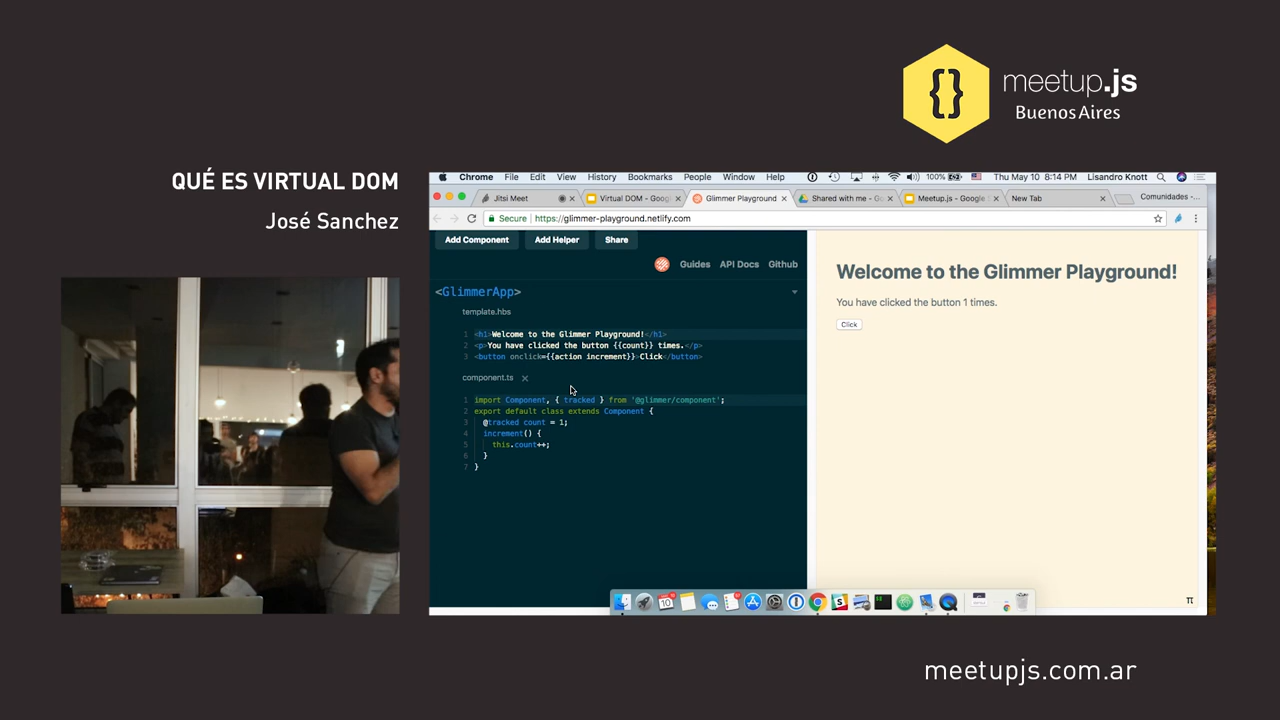 {}
meetup.js
Buenos Aires
QUÉ ES VIRTUAL DOM
José Sanchez
Chrome File Edit View History Bookmarks People Window Help 100% Thu May 10 8:14 PM Lisandro Knott
Jitsi Meet Virtual DOM - Goog Glimmer Playground Shared with me - G Meetup.js - Google New Tab Comunidades -...
Secure https://glimmer-playground.netlify.com
Add Component Add Helper Share
Guides API Docs Github
<GlimmerApp>
template.hbs
1 <h1>Welcome to the Glimmer Playground!</h1>
2 <p>You have clicked the button {{count}} times.</p>
3 <button onclick={{action increment}}>Click</button>
component.ts
1 import Component, { tracked } from '@glimmer/component';
2 export default class extends Component {
3 @tracked count = 1;
4 increment() {
5 this.count++;
6 }
7 }
Welcome to the Glimmer Playground!
You have clicked the button 1 times.
Click
10
π
meetupjs.com.ar